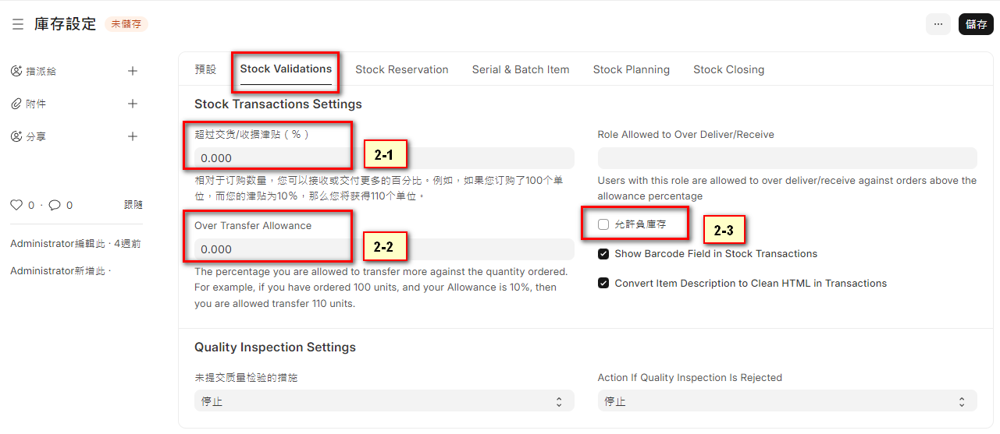 庫存設定 未儲存
··· 儲存
指派給
附件
分享
0 · 0 跟隨
Administrator編輯此 · 4週前
Administrator新增此 ·
預設 Stock Validations Stock Reservation Serial & Batch Item Stock Planning Stock Closing
Stock Transactions Settings
超过交货/收据津贴（%）
0.000
2-1
相对于订购数量，您可以接收或交付更多的百分比。例如，如果您订购了100个单
位，而您的津贴为10%，那么您将获得110个单位。
Over Transfer Allowance
0.000
2-2
The percentage you are allowed to transfer more against the quantity ordered.
For example, if you have ordered 100 units, and your Allowance is 10%, then
you are allowed transfer 110 units.
Role Allowed to Over Deliver/Receive
Users with this role are allowed to over deliver/receive against orders above the
allowance percentage
允許負庫存
2-3
Show Barcode Field in Stock Transactions
Convert Item Description to Clean HTML in Transactions
Quality Inspection Settings
未提交质量检验的措施
停止
Action If Quality Inspection Is Rejected
停止